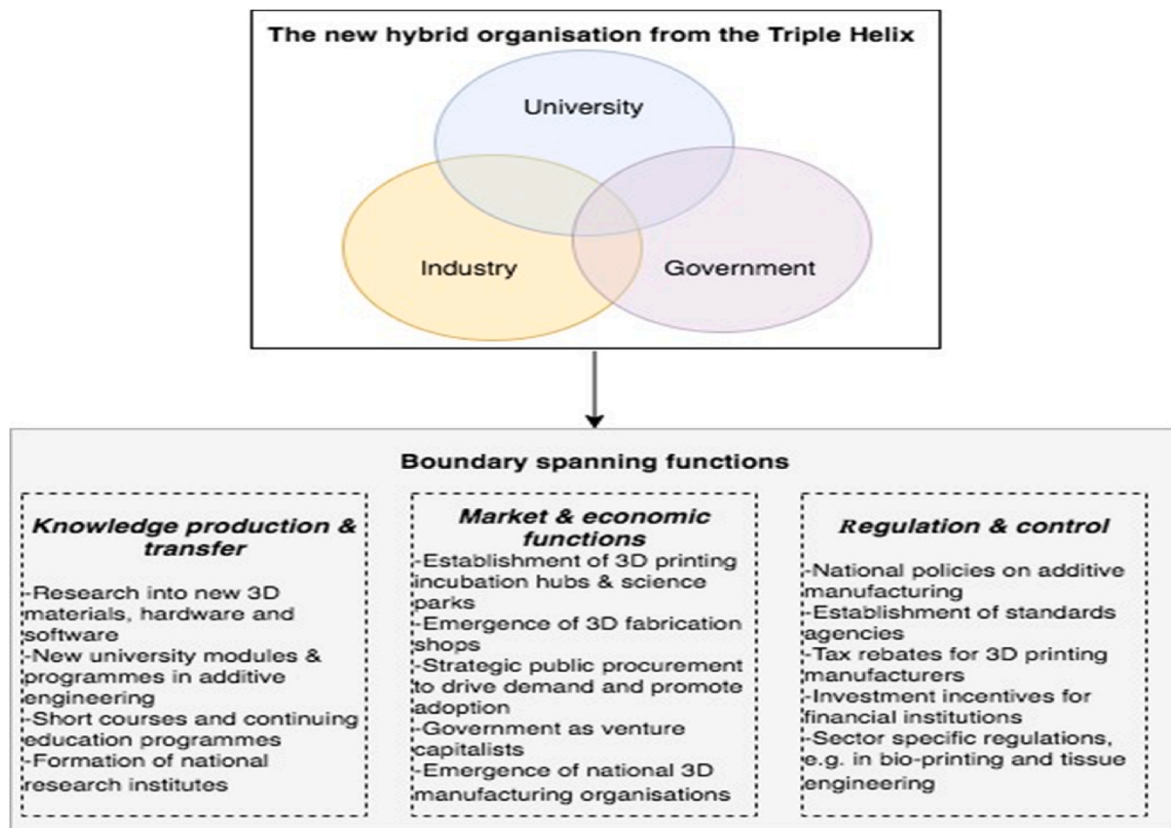 The new hybrid organisation from the Triple Helix
University
Industry
Government
Boundary spanning functions
Knowledge production &
transfer
-Research into new 3D
materials, hardware and
software
-New university modules &
programmes in additive
engineering
-Short courses and continuing
education programmes
-Formation of national
research institutes
Market & economic
functions
-Establishment of 3D printing
incubation hubs & science
parks
-Emergence of 3D fabrication
shops
-Strategic public procurement
to drive demand and promote
adoption
-Government as venture
capitalists
-Emergence of national 3D
manufacturing organisations
Regulation & control
-National policies on additive
manufacturing
-Establishment of standards
agencies
-Tax rebates for 3D printing
manufacturers
-Investment incentives for
financial institutions
-Sector specific regulations,
e.g. in bio-printing and tissue
engineering